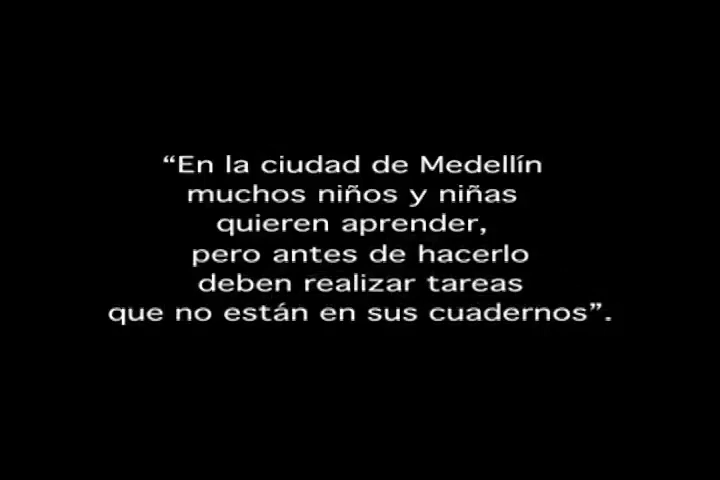 “En la ciudad de Medellín
muchos niños y niñas
quieren aprender,
pero antes de hacerlo
deben realizar tareas
que no están en sus cuadernos”.